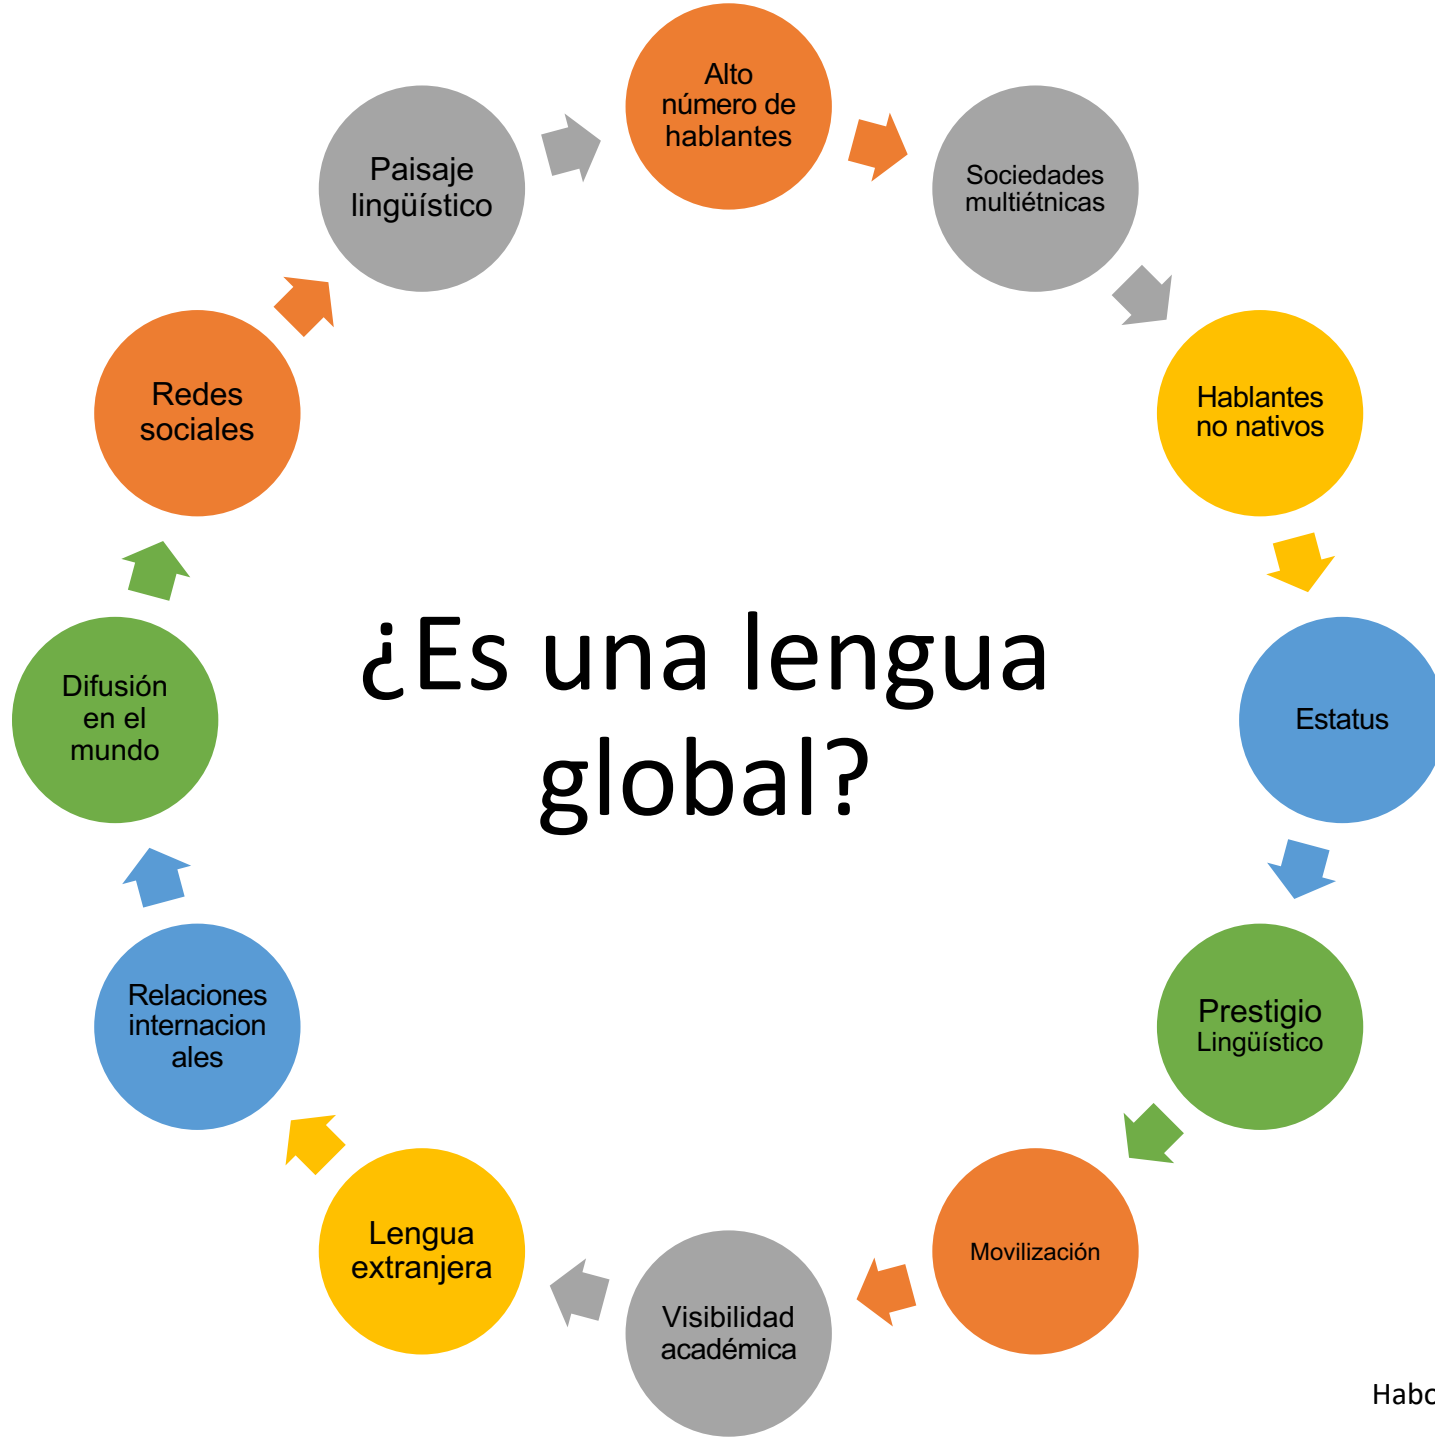 Alto
número de
hablantes
Sociedades
multiétnicas
Hablantes
no nativos
Estatus
Prestigio
Lingüístico
Movilización
Visibilidad
académica
Lengua
extranjera
Relaciones
internacion
ales
Difusión
en el
mundo
Redes
sociales
Paisaje
lingüístico
¿Es una lengua
global?